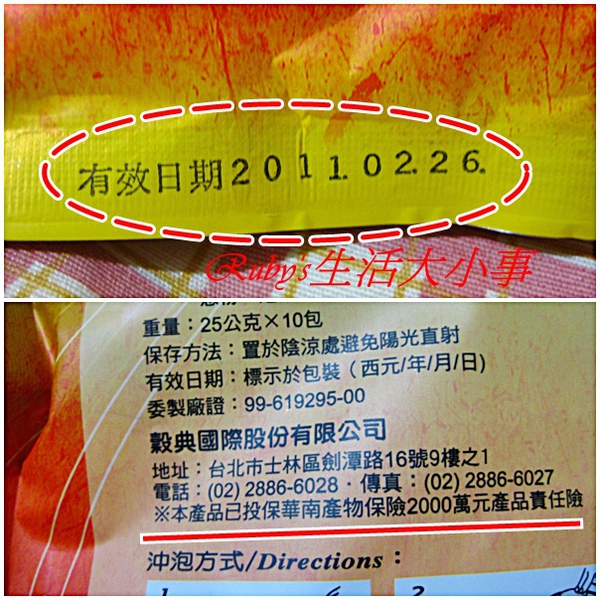 有效日期2011.02.26.
Ruby's生活大小事
重量：25公克×10包
保存方法：置於陰涼處避免陽光直射
有效日期：標示於包裝（西元/年/月/日)
委製廠證：99-619295-00
穀典國際股份有限公司
地址：台北市士林區劍潭路16號9樓之1
電話：(02) 2886-6028．傳真：(02) 2886-6027
※本產品已投保華南產物保險2000萬元產品責任險
沖泡方式/Directions：